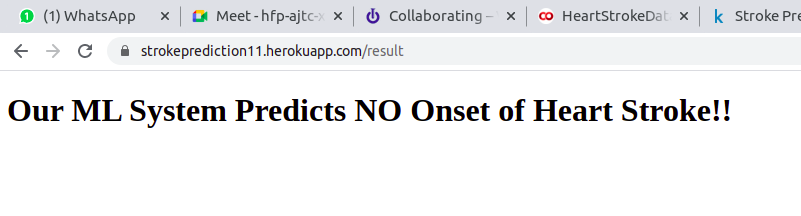 (1) WhatsApp
Meet - hfp-ajtc-x
Collaborating –
HeartStrokeDat
Stroke Pre
strokeprediction11.herokuapp.com/result
Our ML System Predicts NO Onset of Heart Stroke!!